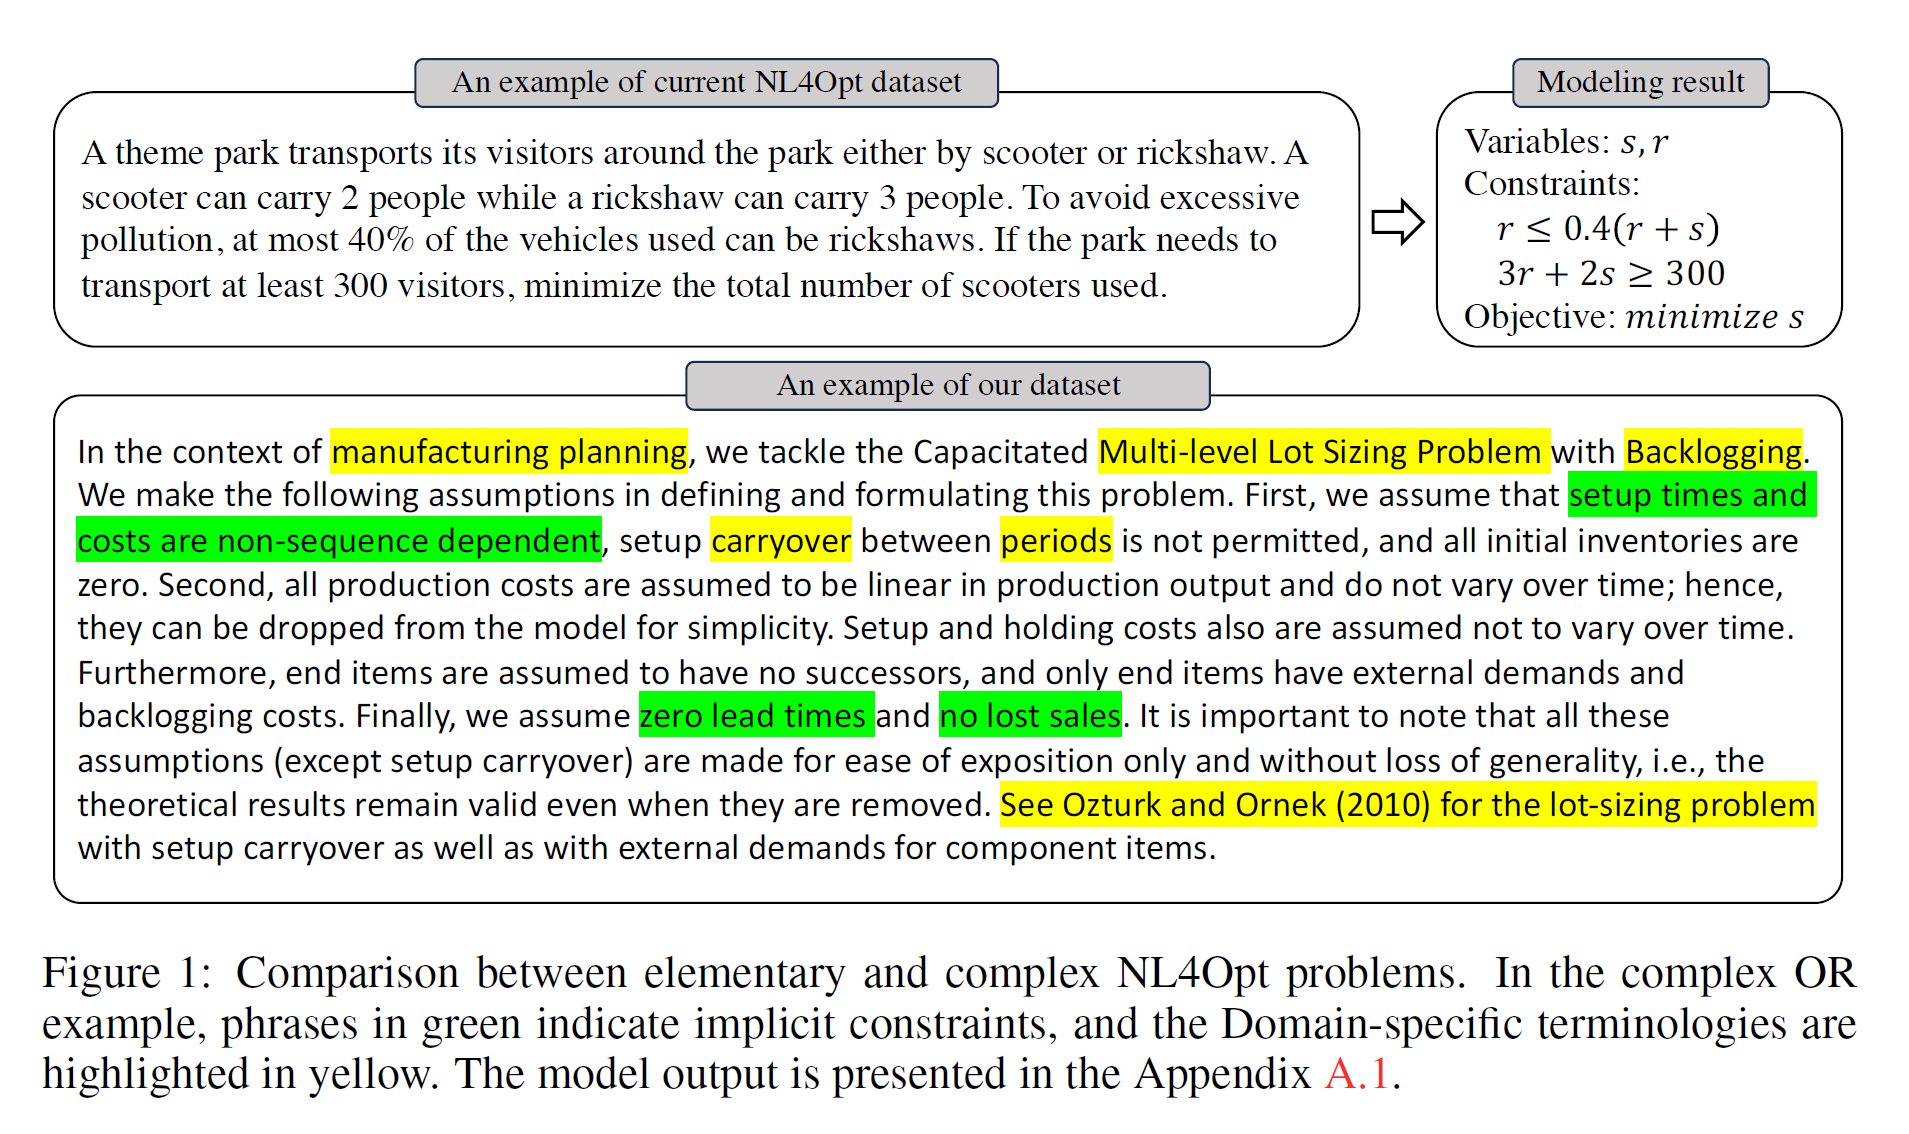 An example of current NL4Opt dataset
A theme park transports its visitors around the park either by scooter or rickshaw. A
scooter can carry 2 people while a rickshaw can carry 3 people. To avoid excessive
pollution, at most 40% of the vehicles used can be rickshaws. If the park needs to
transport at least 300 visitors, minimize the total number of scooters used.
Modeling result
Variables: s, r
Constraints:
r ≤ 0.4(r + s)
3r + 2s ≥ 300
Objective: minimize s
An example of our dataset
In the context of manufacturing planning, we tackle the Capacitated Multi-level Lot Sizing Problem with Backlogging.
We make the following assumptions in defining and formulating this problem. First, we assume that setup times and
costs are non-sequence dependent, setup carryover between periods is not permitted, and all initial inventories are
zero. Second, all production costs are assumed to be linear in production output and do not vary over time; hence,
they can be dropped from the model for simplicity. Setup and holding costs also are assumed not to vary over time.
Furthermore, end items are assumed to have no successors, and only end items have external demands and
backlogging costs. Finally, we assume zero lead times and no lost sales. It is important to note that all these
assumptions (except setup carryover) are made for ease of exposition only and without loss of generality, i.e., the
theoretical results remain valid even when they are removed. See Ozturk and Ornek (2010) for the lot-sizing problem
with setup carryover as well as with external demands for component items.
Figure 1: Comparison between elementary and complex NL4Opt problems. In the complex OR
example, phrases in green indicate implicit constraints, and the Domain-specific terminologies are
highlighted in yellow. The model output is presented in the Appendix A.1.